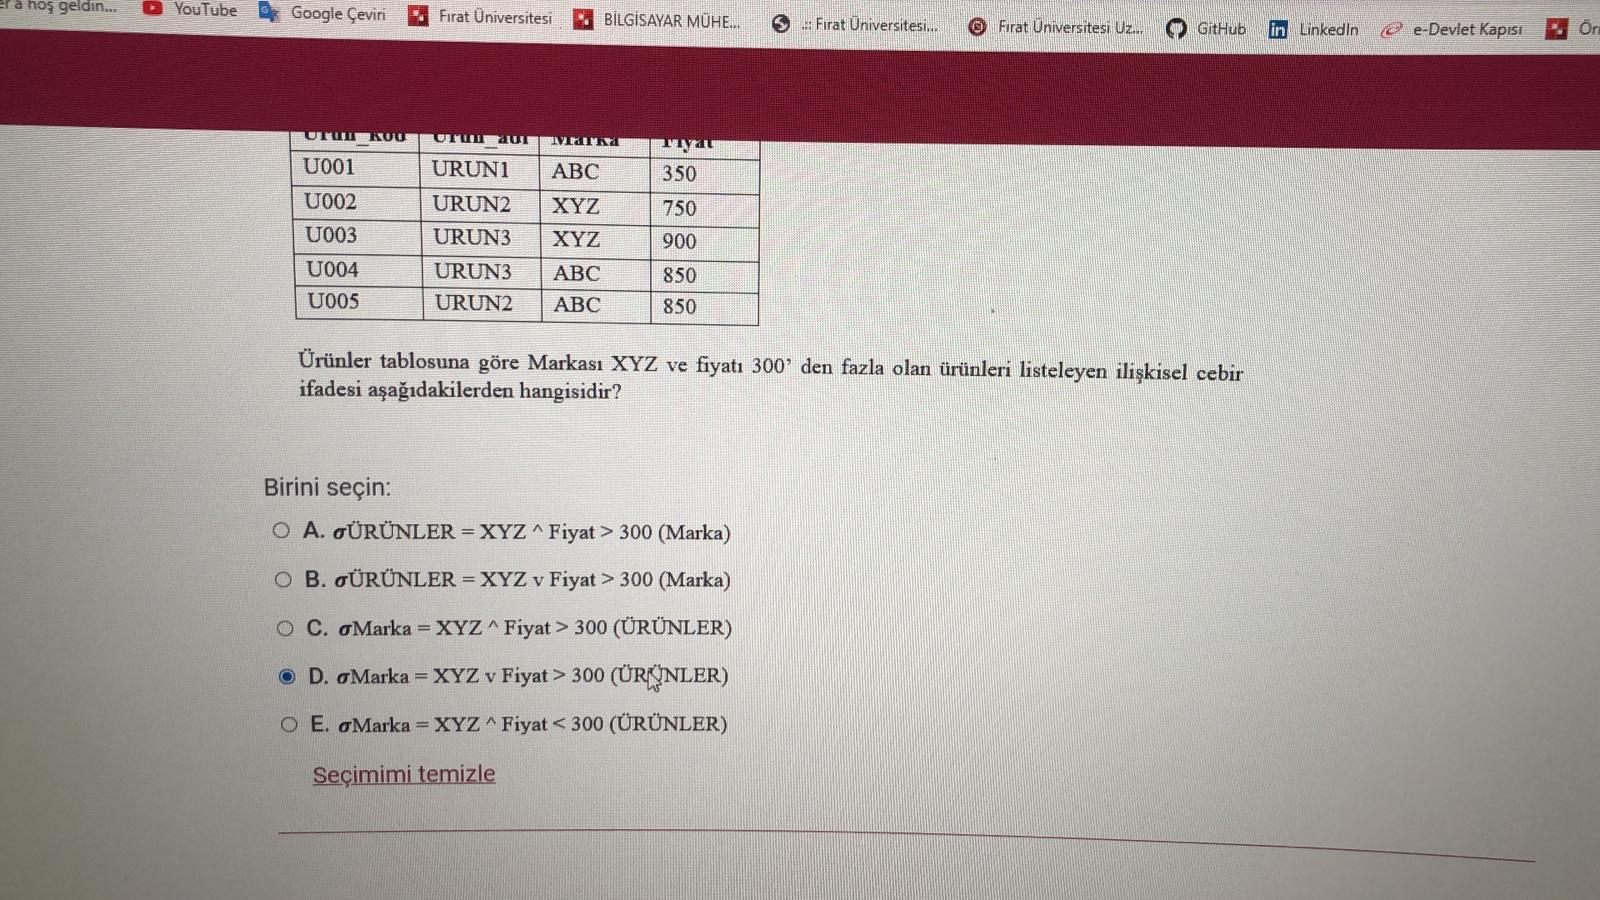 hoş geldin... YouTube Google Çeviri Fırat Üniversitesi BİLGİSAYAR MÜHE... .:: Fırat Üniversitesi... Fırat Üniversitesi Uz... GitHub LinkedIn e-Devlet Kapısı
Urun_kod Urun_adi Marka Fiyat
U001 URUN1 ABC 350
U002 URUN2 XYZ 750
U003 URUN3 XYZ 900
U004 URUN3 ABC 850
U005 URUN2 ABC 850
Ürünler tablosuna göre Markası XYZ ve fiyatı 300’ den fazla olan ürünleri listeleyen ilişkisel cebir
ifadesi aşağıdakilerden hangisidir?
Birini seçin:
A. σÜRÜNLER = XYZ ^ Fiyat > 300 (Marka)
B. σÜRÜNLER = XYZ v Fiyat > 300 (Marka)
C. σMarka = XYZ ^ Fiyat > 300 (ÜRÜNLER)
D. σMarka = XYZ v Fiyat > 300 (ÜRÜNLER)
E. σMarka = XYZ ^ Fiyat < 300 (ÜRÜNLER)
Seçimimi temizle